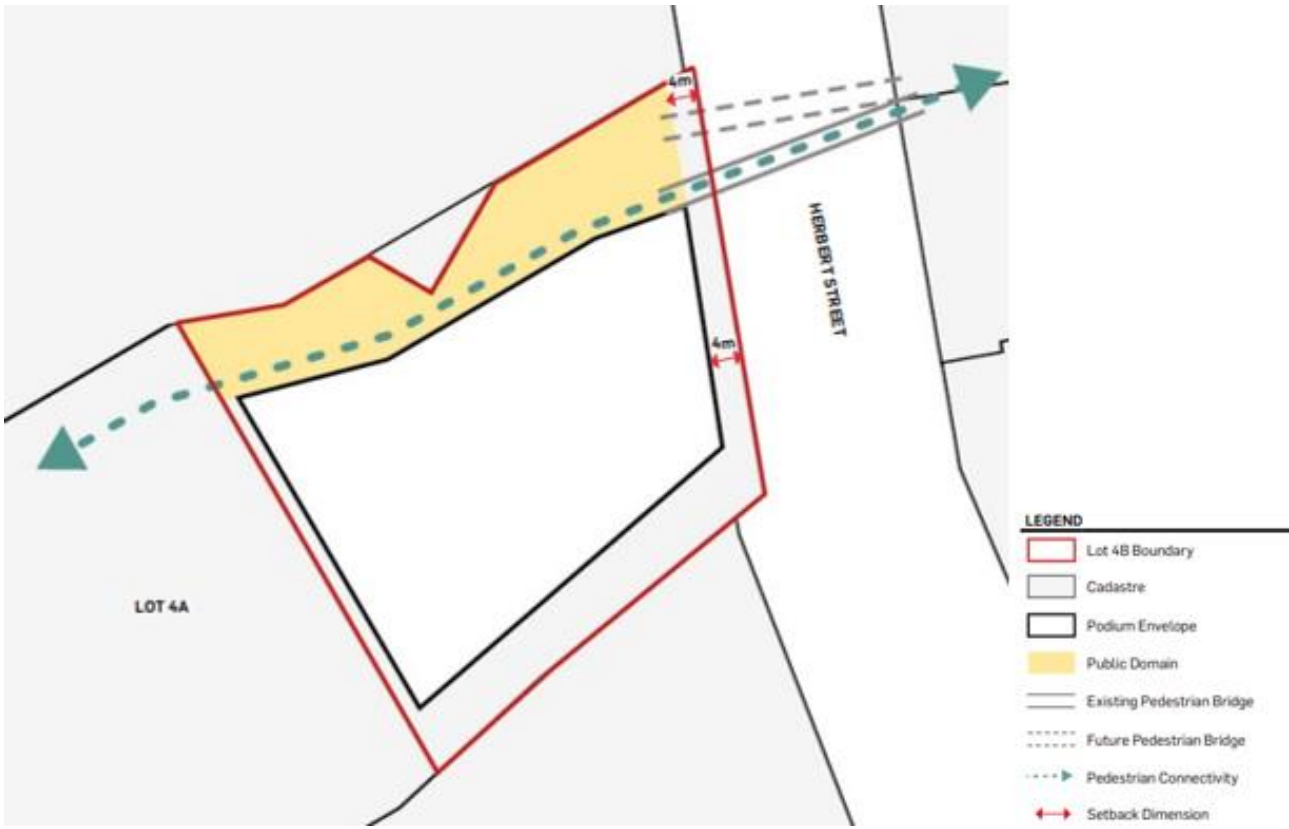 4m
HERBERT STREET
4m
LOT 4A
LEGEND
Lot 4B Boundary
Cadastre
Podium Envelope
Public Domain
Existing Pedestrian Bridge
Future Pedestrian Bridge
Pedestrian Connectivity
Setback Dimension